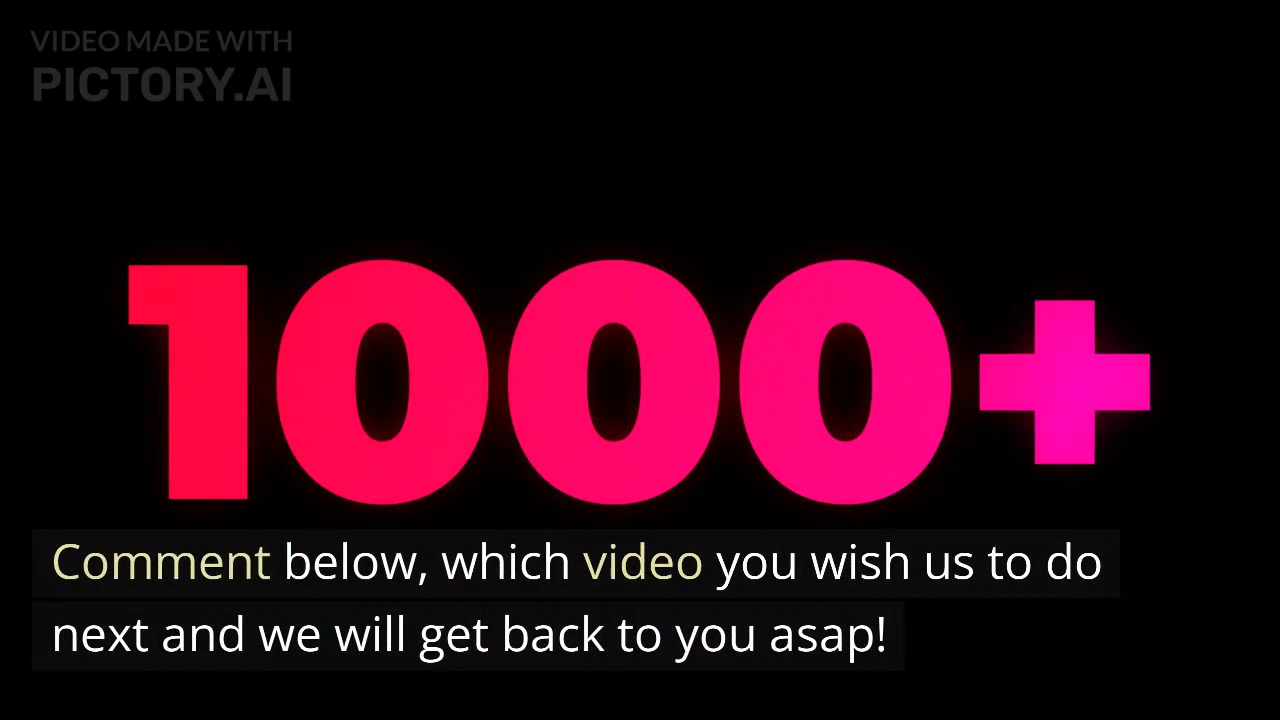 VIDEO MADE WITH
PICTORY.AI
1000+
Comment below, which video you wish us to do
next and we will get back to you asap!